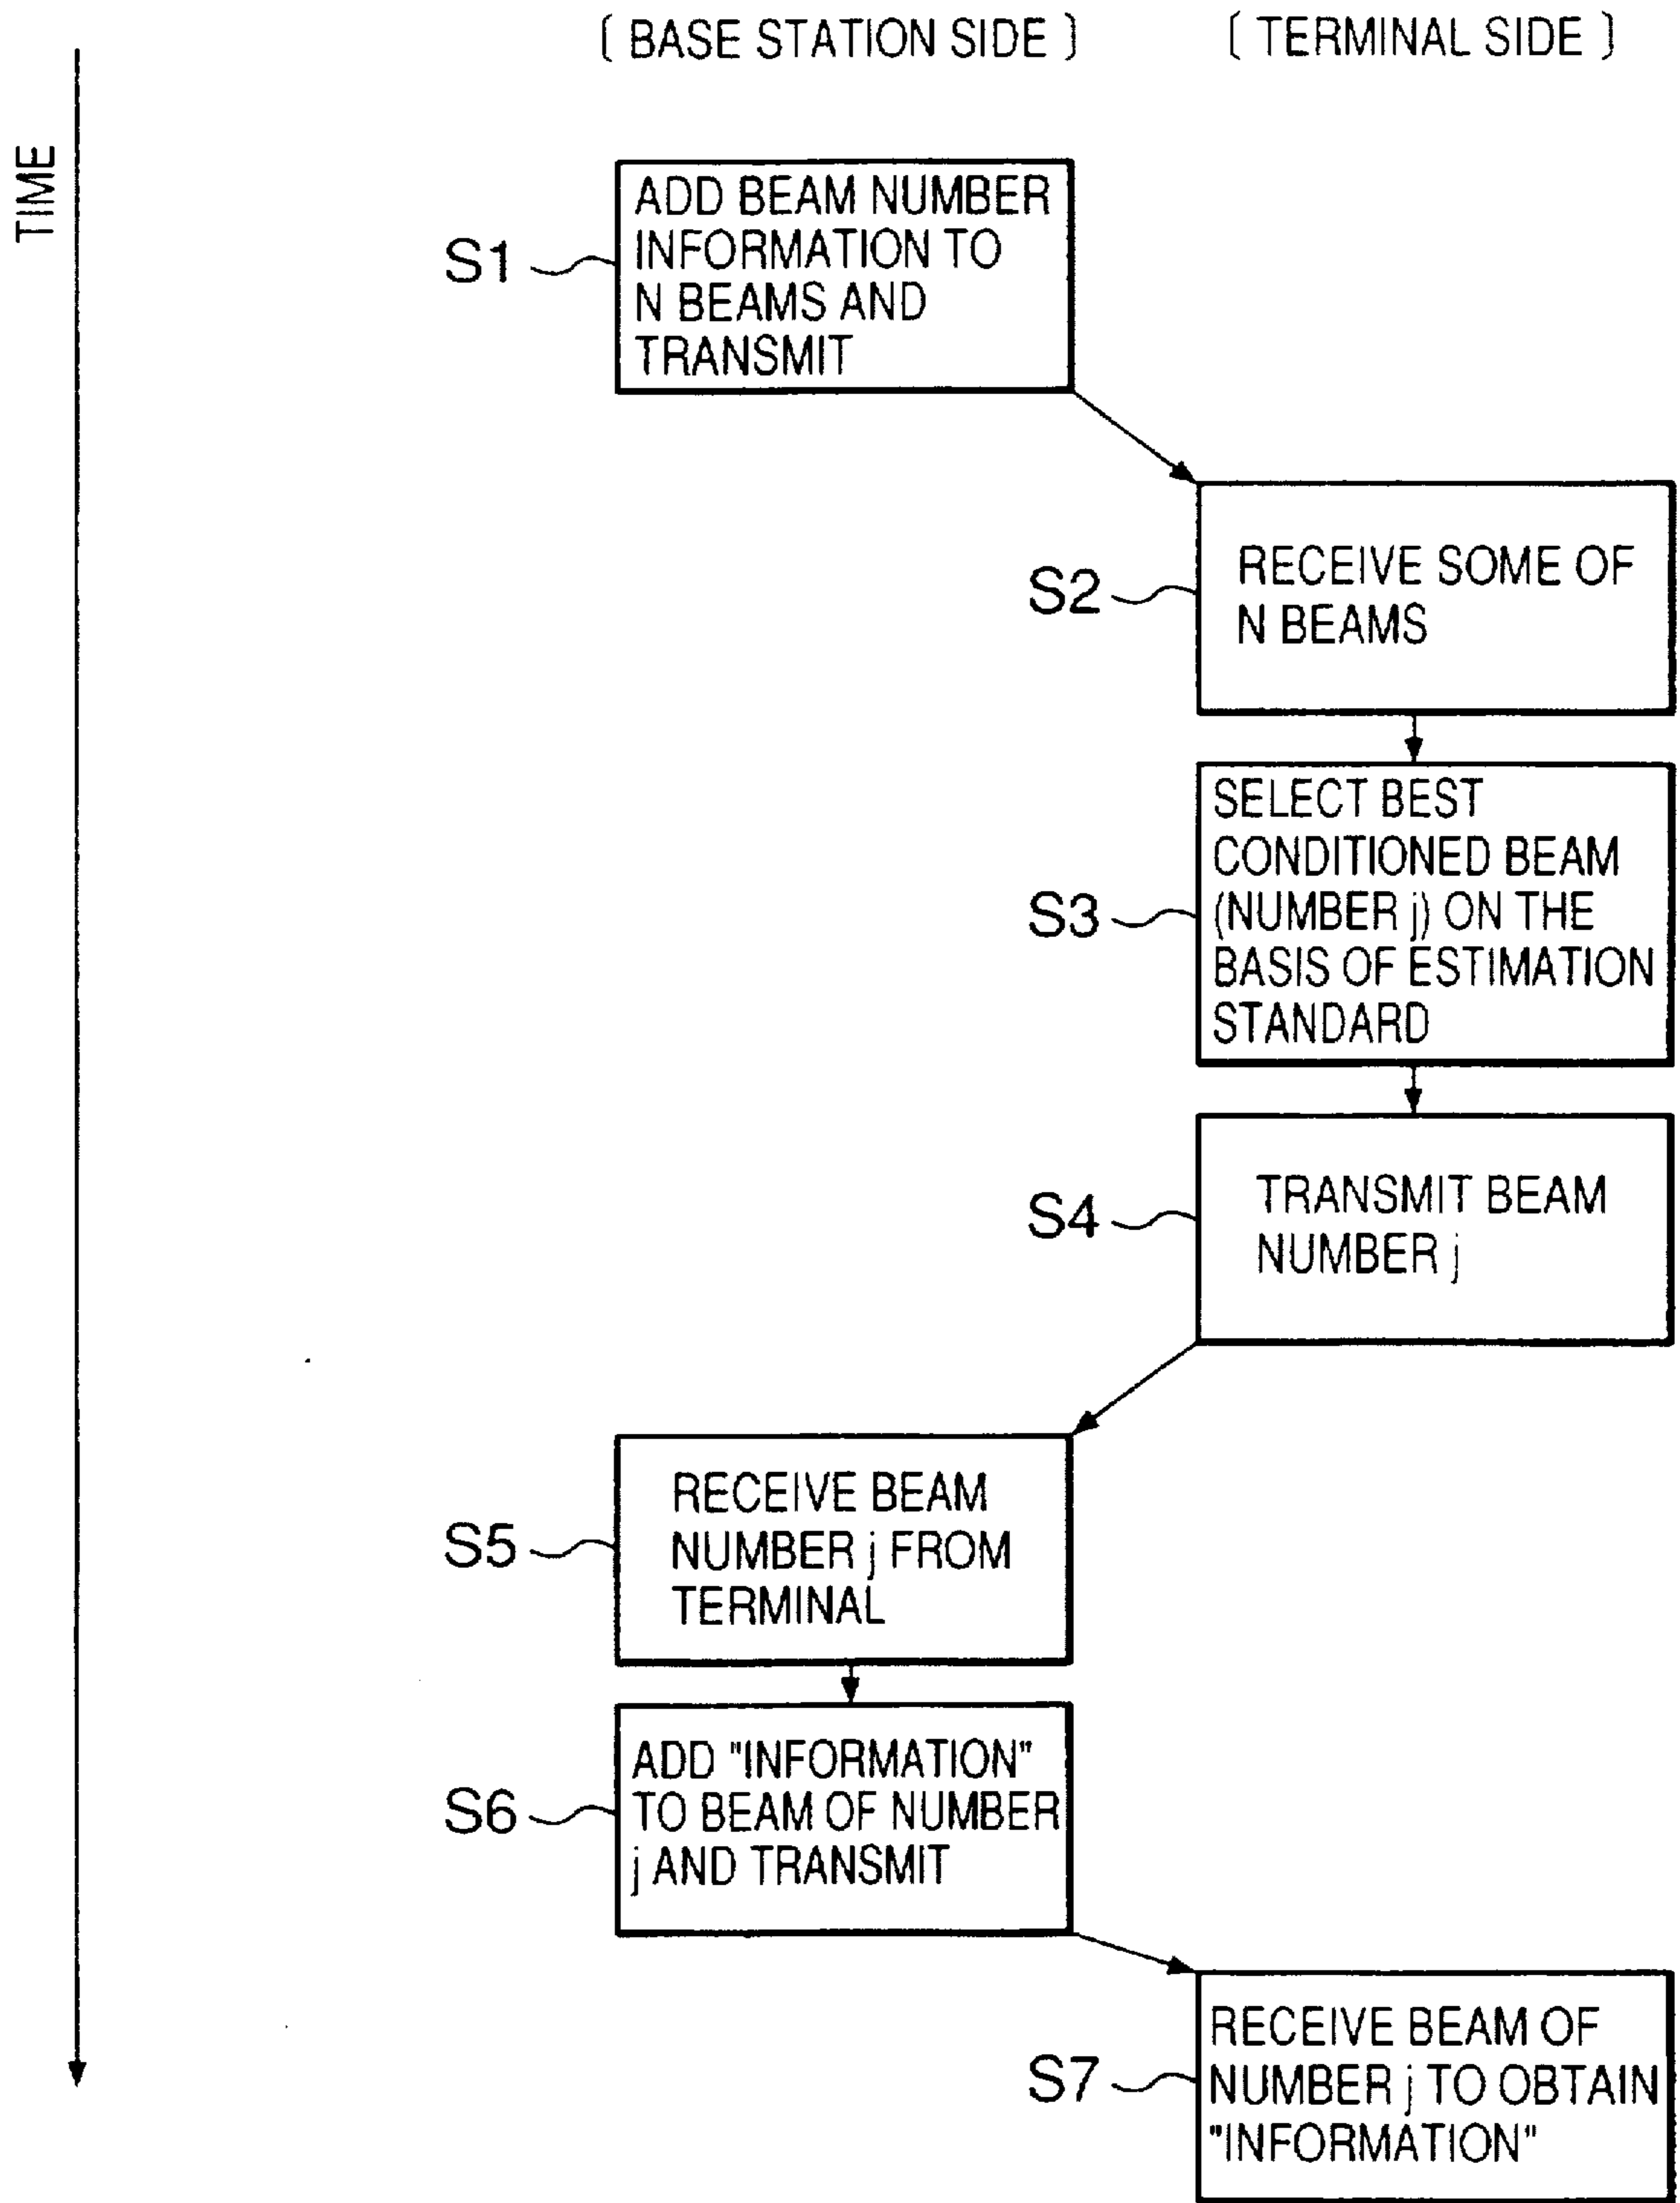 [ BASE STATION SIDE ]
[ TERMINAL SIDE ]
TIME
S1
ADD BEAM NUMBER
INFORMATION TO
N BEAMS AND
TRANSMIT
S2
RECEIVE SOME OF
N BEAMS
S3
SELECT BEST
CONDITIONED BEAM
(NUMBER j) ON THE
BASIS OF ESTIMATION
STANDARD
S4
TRANSMIT BEAM
NUMBER j
S5
RECEIVE BEAM
NUMBER j FROM
TERMINAL
S6
ADD "INFORMATION"
TO BEAM OF NUMBER
j AND TRANSMIT
S7
RECEIVE BEAM OF
NUMBER j TO OBTAIN
"INFORMATION"